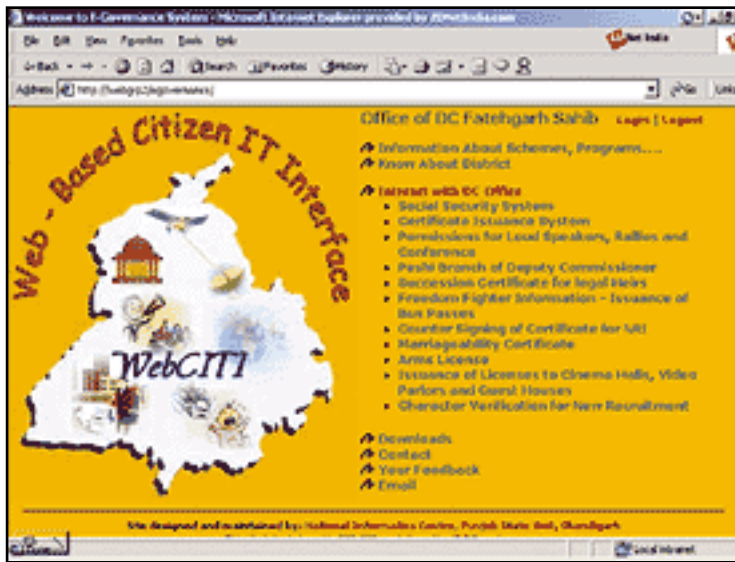 Welcome to E-Governance System - Microsoft Internet Explorer provided by
File Edit View Favorites Tools Help
Net India
Back Search Favorites History
Address Go Links
Web - Based Citizen IT Interface
WebCITI
Office of DC Fatehgarh Sahib Login | Logout
Information About Schemes, Programs....
Know About District
Interact with DC Office
Social Security System
Certificate Issuance System
Permissions for Loud Speakers, Rallies and
Conference
Peshi Branch of Deputy Commissioner
Succession Certificate for legal Heirs
Freedom Fighter Information - Issuance of
Bus Passes
Counter Signing of Certificate for NRI
Marriageability Certificate
Arms License
Issuance of Licenses to Cinema Halls, Video
Parlors and Guest Houses
Character Verification for New Recruitment
Downloads
Contact
Your Feedback
Email
Site designed and maintained by: National Informatics Centre, Punjab State Unit, Chandigarh
Local intranet